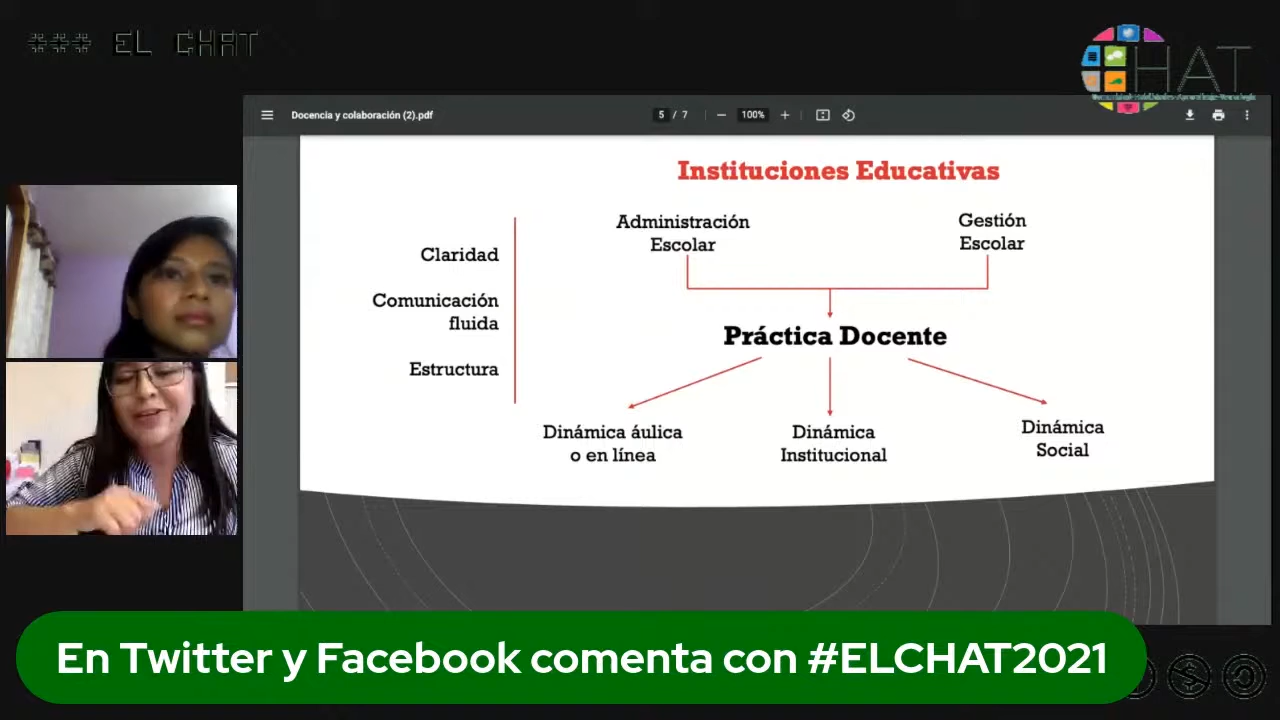 ### EL CHAT
HAT
Docencia y colaboración (2).pdf
5 / 7
100%
Instituciones Educativas
Administración
Escolar
Gestión
Escolar
Claridad
Comunicación
fluida
Estructura
Práctica Docente
Dinámica áulica
o en línea
Dinámica
Institucional
Dinámica
Social
En Twitter y Facebook comenta con #ELCHAT2021